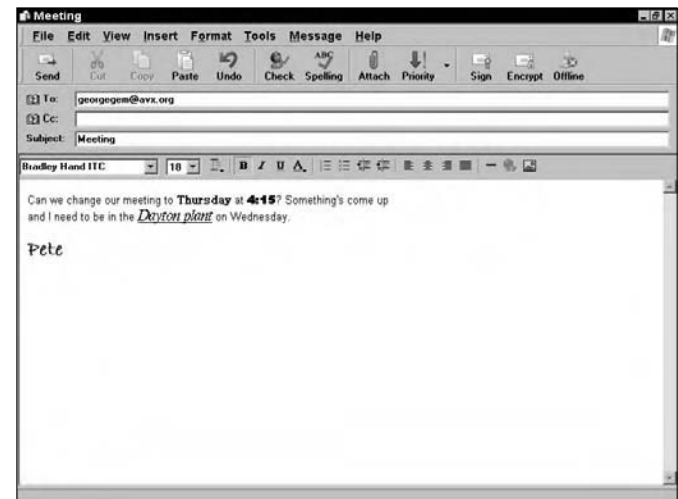 Meeting
File Edit View Insert Format Tools Message Help
ABC
Send Cut Copy Paste Undo Check Spelling Attach Priority Sign Encrypt Offline
To: georgegem@avx.org
Cc:
Subject: Meeting
Bradley Hand ITC 18 B I U A
Can we change our meeting to Thursday at 4:15? Something's come up
and I need to be in the Dayton plant on Wednesday.
Pete